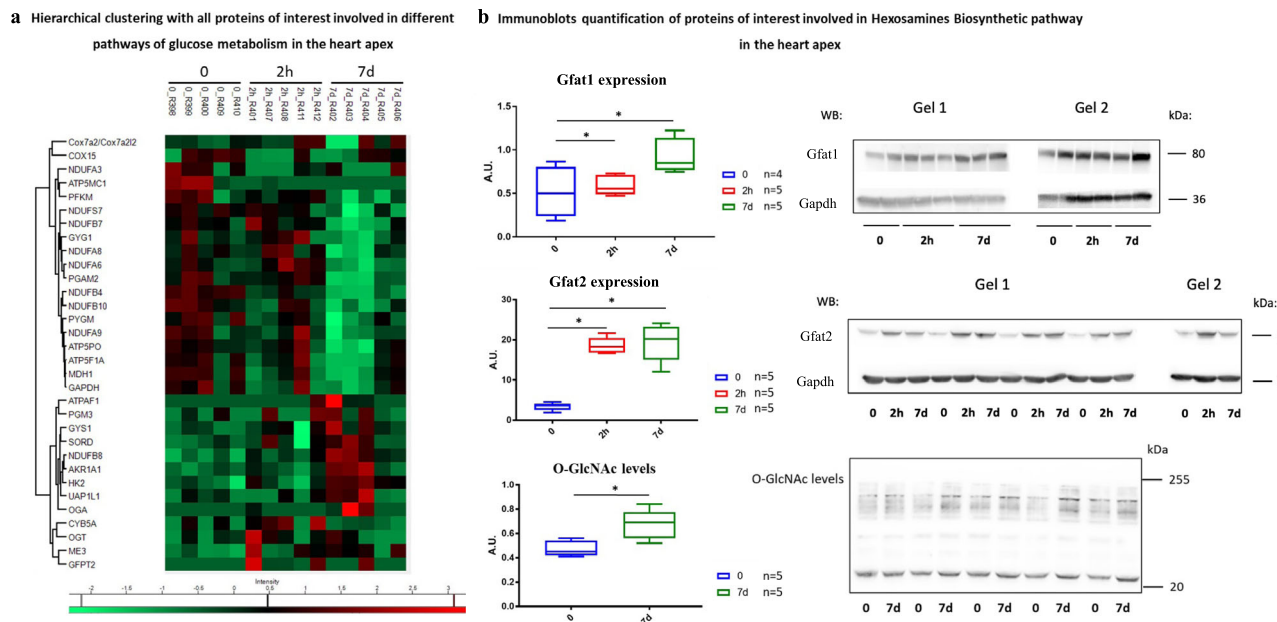 a Hierarchical clustering with all proteins of interest involved in different
pathways of glucose metabolism in the heart apex
0 2h 7d
0_R398 0_R399 0_R400 0_R409 0_R410 2h_R401 2h_R407 2h_R408 2h_R411 2h_R412 7d_R402 7d_R403 7d_R404 7d_R405 7d_R406
Cox7a2/Cox7a2l2
COX15
NDUFA3
ATP5MC1
PFKM
NDUFS7
NDUFB7
GYG1
NDUFA8
NDUFA6
PGAM2
NDUFB4
NDUFB10
PYGM
NDUFA9
ATP5PO
ATP5F1A
MDH1
GAPDH
ATPAF1
PGM3
GYS1
SORD
NDUFB8
AKR1A1
HK2
UAP1L1
OGA
CYB5A
OGT
ME3
GFPT2
Intensity
-2 -1.5 -1 -0.5 0 0.5 1 1.5 2 3
b Immunoblots quantification of proteins of interest involved in Hexosamines Biosynthetic pathway
in the heart apex
Gfat1 expression
A.U.
1.5
1.0
0.5
0.0
* *
0 2h 7d
0 n=4
2h n=5
7d n=5
WB: Gel 1 Gel 2 kDa:
Gfat1 80
Gapdh 36
0 2h 7d 0 2h 7d
Gfat2 expression
A.U.
30
20
10
0
* *
0 2h 7d
0 n=5
2h n=5
7d n=5
WB: Gel 1 Gel 2 kDa:
Gfat2
Gapdh
0 2h 7d 0 2h 7d 0 2h 7d 0 2h 7d 0 2h 7d
O-GlcNAc levels
A.U.
1.0
0.8
0.6
0.4
0.2
0.0
*
0 7d
0 n=5
7d n=5
kDa
O-GlcNAc levels 255
20
0 7d 0 7d 0 7d 0 7d 0 7d